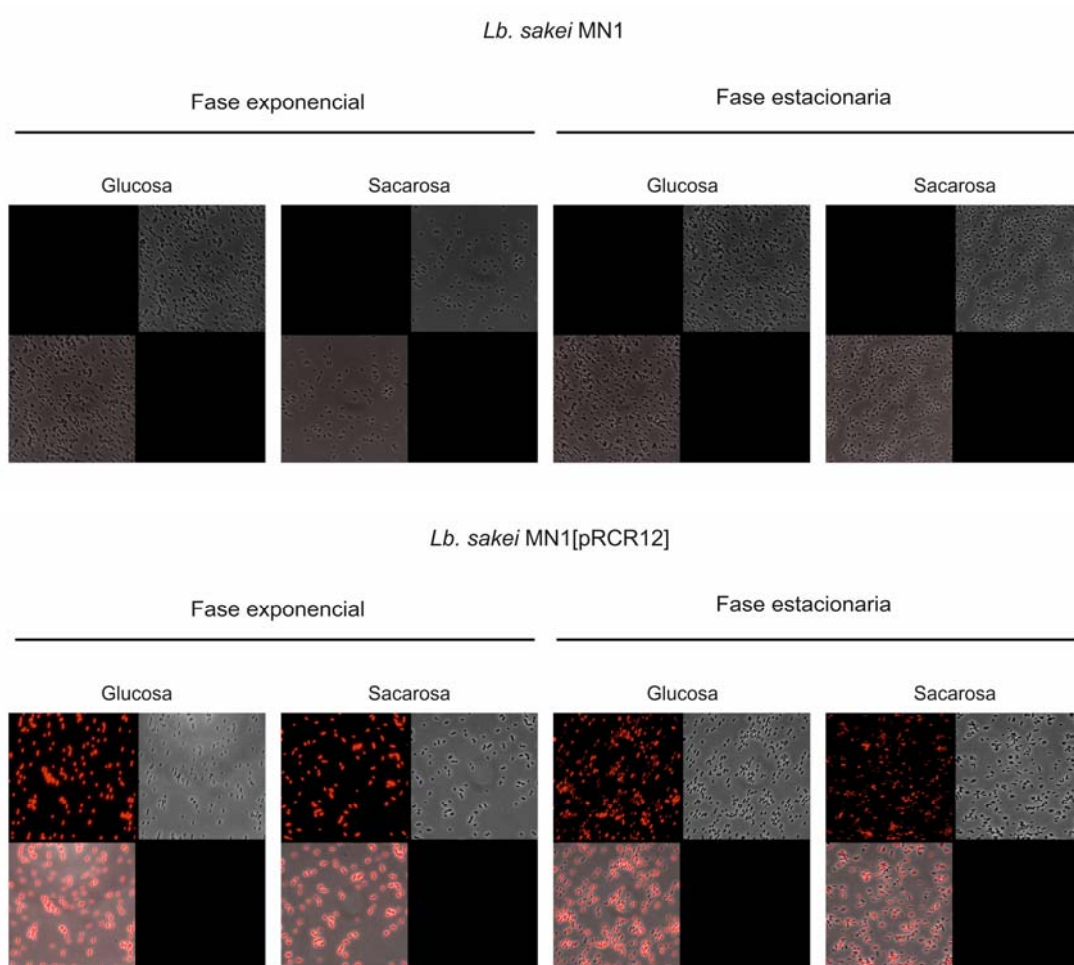 Lb. sakei MN1
Fase exponencial
Fase estacionaria
Glucosa
Sacarosa
Glucosa
Sacarosa
Lb. sakei MN1[pRCR12]
Fase exponencial
Fase estacionaria
Glucosa
Sacarosa
Glucosa
Sacarosa